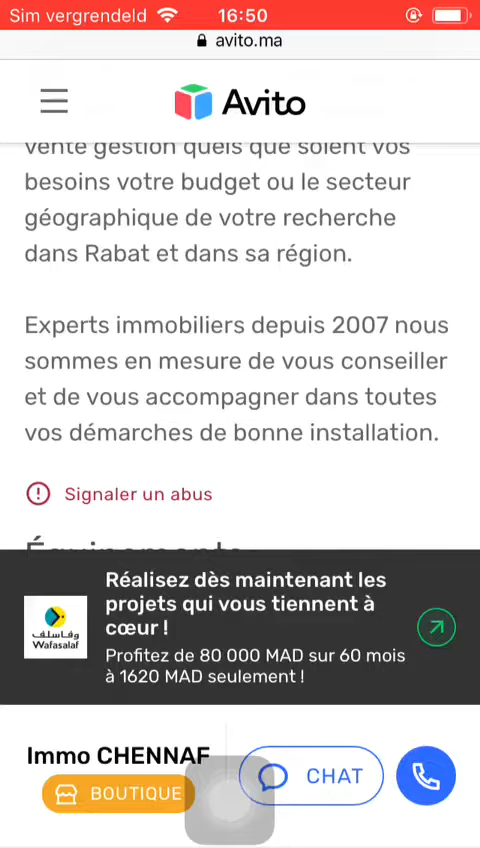 Sim vergrendeld 16:50
avito.ma
Avito
vente gestion quels que soient vos
besoins votre budget ou le secteur
géographique de votre recherche
dans Rabat et dans sa région.
Experts immobiliers depuis 2007 nous
sommes en mesure de vous conseiller
et de vous accompagner dans toutes
vos démarches de bonne installation.
Signaler un abus
Équipements
Réalisez dès maintenant les
projets qui vous tiennent à
cœur !
وفاسلف
Wafasalaf
Profitez de 80 000 MAD sur 60 mois
à 1620 MAD seulement !
Immo CHENNAF
BOUTIQUE
CHAT